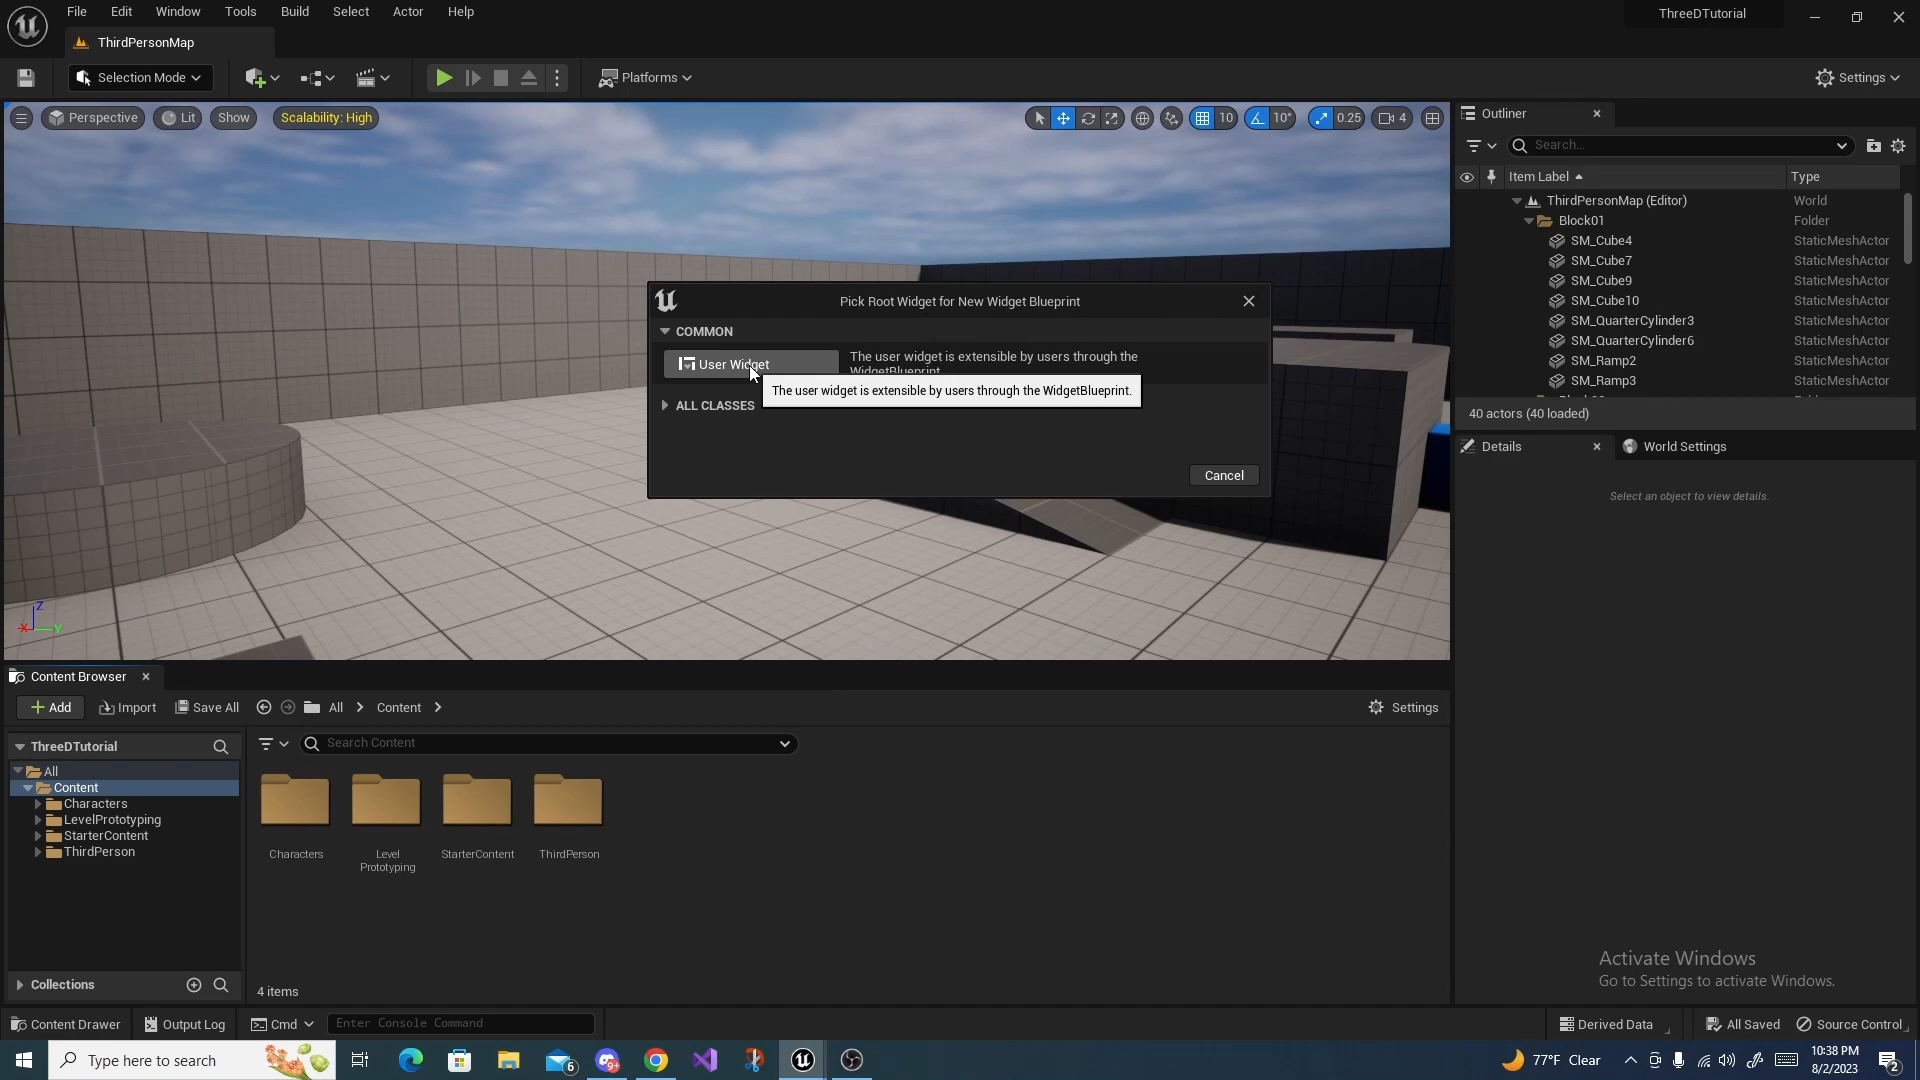 File Edit Window Tools Build Select Actor Help
ThreeDTutorial
ThirdPersonMap
Selection Mode
Platforms
Settings
Perspective Lit Show Scalability: High
10 10° 0.25 4
Outliner
Search...
Item Label Type
ThirdPersonMap (Editor) World
Block01 Folder
SM_Cube4 StaticMeshActor
SM_Cube7 StaticMeshActor
SM_Cube9 StaticMeshActor
SM_Cube10 StaticMeshActor
SM_QuarterCylinder3 StaticMeshActor
SM_QuarterCylinder6 StaticMeshActor
SM_Ramp2 StaticMeshActor
SM_Ramp3 StaticMeshActor
40 actors (40 loaded)
Details World Settings
Select an object to view details.
Pick Root Widget for New Widget Blueprint
COMMON
User Widget
The user widget is extensible by users through the
WidgetBlueprint
The user widget is extensible by users through the WidgetBlueprint.
ALL CLASSES
Cancel
Z
X Y
Content Browser
Add Import Save All All Content Settings
ThreeDTutorial
Search Content
All
Content
Characters
LevelPrototyping
StarterContent
ThirdPerson
Characters
Level
Prototyping
StarterContent
ThirdPerson
Collections
4 items
Activate Windows
Go to Settings to activate Windows.
Content Drawer Output Log Cmd Enter Console Command
Derived Data All Saved Source Control
Type here to search
6
9+
77°F Clear
10:38 PM
8/2/2023
2